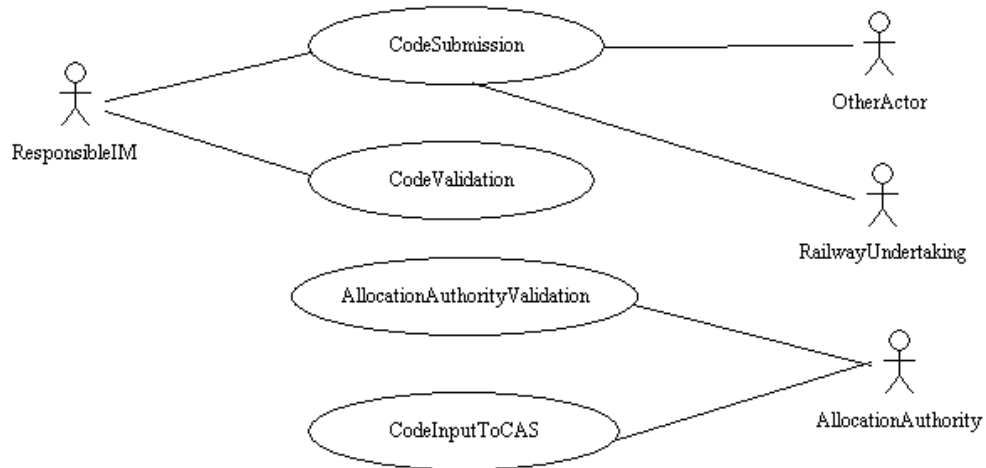 CodeSubmission
OtherActor
ResponsibleIM
CodeValidation
RailwayUndertaking
AllocationAuthorityValidation
AllocationAuthority
CodeInputToCAS